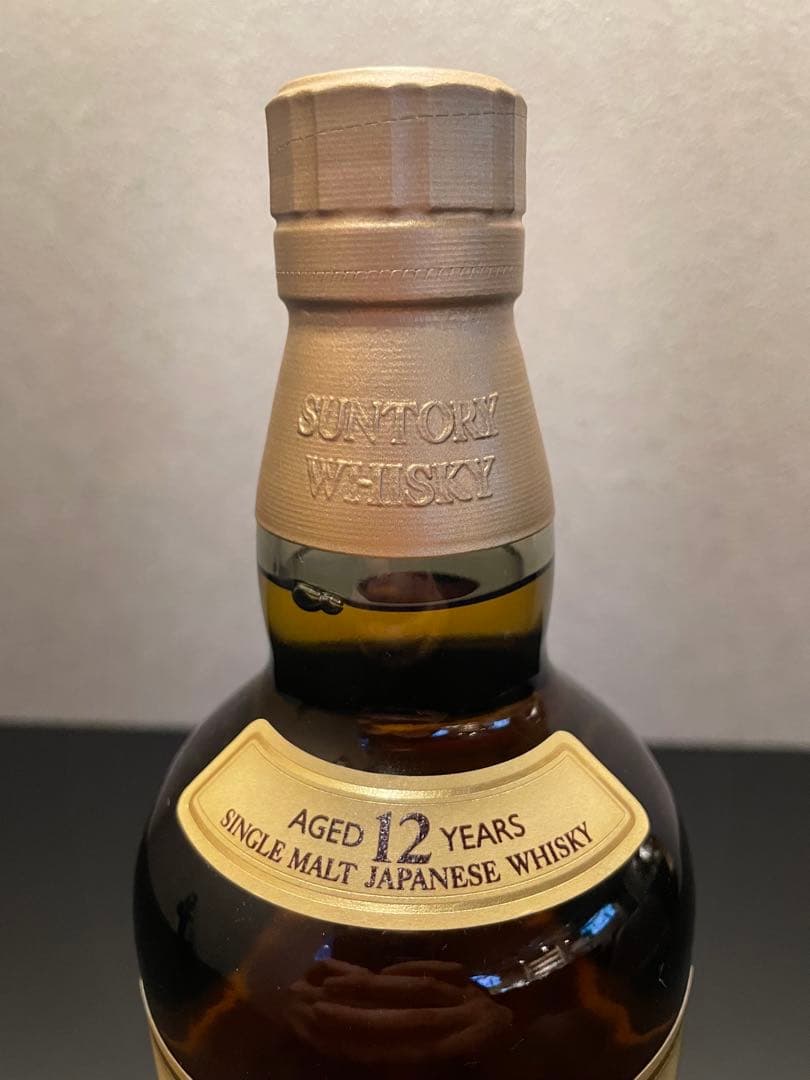 SUNTORY
WHISKY
AGED 12 YEARS
SINGLE MALT JAPANESE WHISKY